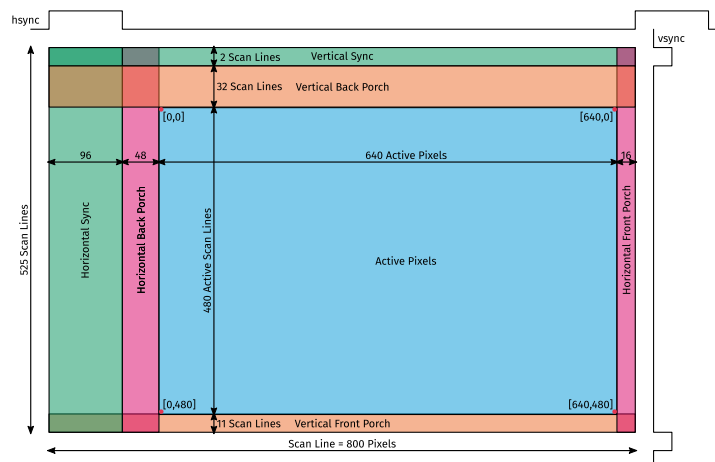 hsync
vsync
2 Scan Lines Vertical Sync
32 Scan Lines Vertical Back Porch
[0,0] [640,0]
96 48 640 Active Pixels 16
525 Scan Lines
Horizontal Sync
Horizontal Back Porch
480 Active Scan Lines
Active Pixels
Horizontal Front Porch
[0,480] [640,480]
11 Scan Lines Vertical Front Porch
Scan Line = 800 Pixels